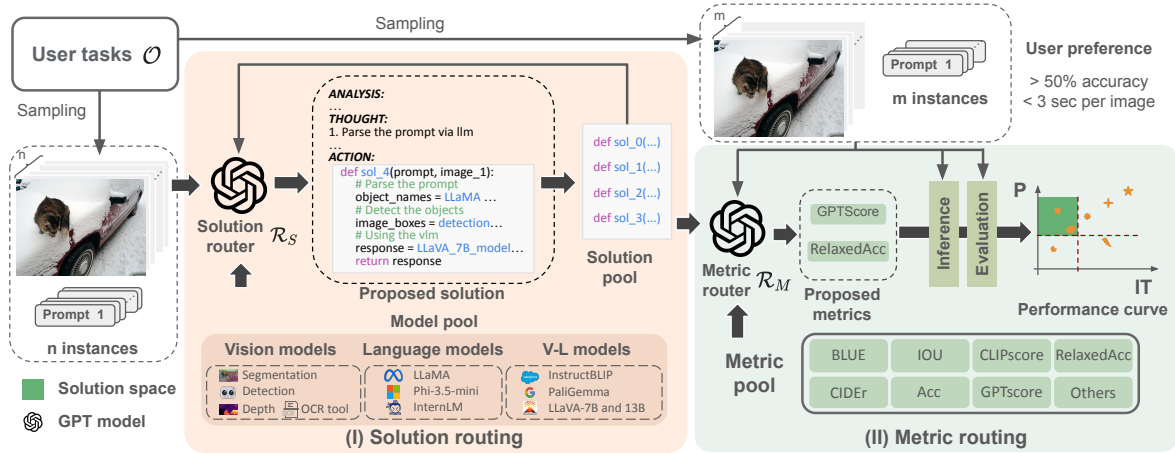 User tasks 𝒪
Sampling
Sampling
n
Prompt 1
n instances
Solution space
GPT model
Solution
router
ℛ_S
ANALYSIS:
...
THOUGHT:
1. Parse the prompt via llm
...
ACTION:
def sol_4(prompt, image_1):
# Parse the prompt
object_names = LLaMA ...
# Detect the objects
image_boxes = detection...
# Using the vlm
response = LLaVA_7B_model...
return response
Proposed solution
def sol_0(...)
def sol_1(...)
def sol_2(...)
def sol_3(...)
Solution
pool
Model pool
Vision models
Segmentation
Detection
Depth
OCR tool
Language models
LLaMA
Phi-3.5-mini
InternLM
V-L models
InstructBLIP
PaliGemma
LLaVA-7B and 13B
(I) Solution routing
m
Prompt 1
m instances
User preference
> 50% accuracy
< 3 sec per image
Metric
router
ℛ_M
GPTScore
RelaxedAcc
Proposed
metrics
Inference
Evaluation
P
IT
Performance curve
Metric
pool
BLUE
IOU
CLIPscore
RelaxedAcc
CIDEr
Acc
GPTscore
Others
(II) Metric routing